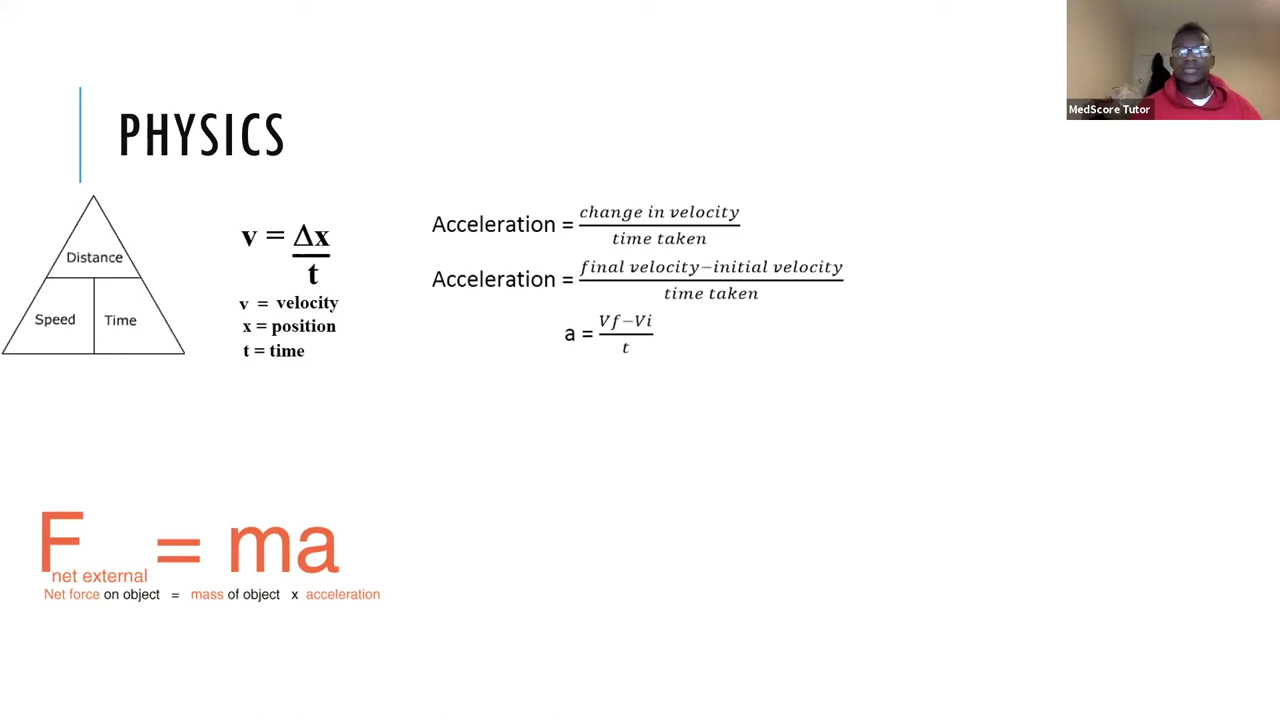 MedScore Tutor
PHYSICS
Distance
Speed Time
v = Δx
t
v = velocity
x = position
t = time
Acceleration = change in velocity
time taken
Acceleration = final velocity−initial velocity
time taken
a = Vf−Vi
t
F net external = ma
Net force on object = mass of object x acceleration